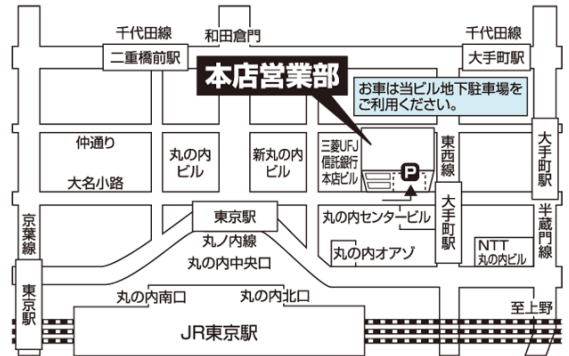 千代田線
和田倉門
千代田線
二重橋前駅
大手町駅
本店営業部
お車は当ビル地下駐車場を
ご利用ください。
仲通り
大名小路
丸の内
ビル
新丸の内
ビル
三菱UFJ
信託銀行
本店ビル
P
東西線
大手町駅
大手町駅
半蔵門線
京葉線
東京駅
東京駅
丸ノ内線
丸の内中央口
丸の内センタービル
丸の内オアゾ
NTT
丸の内ビル
丸の内南口
丸の内北口
至上野
JR東京駅